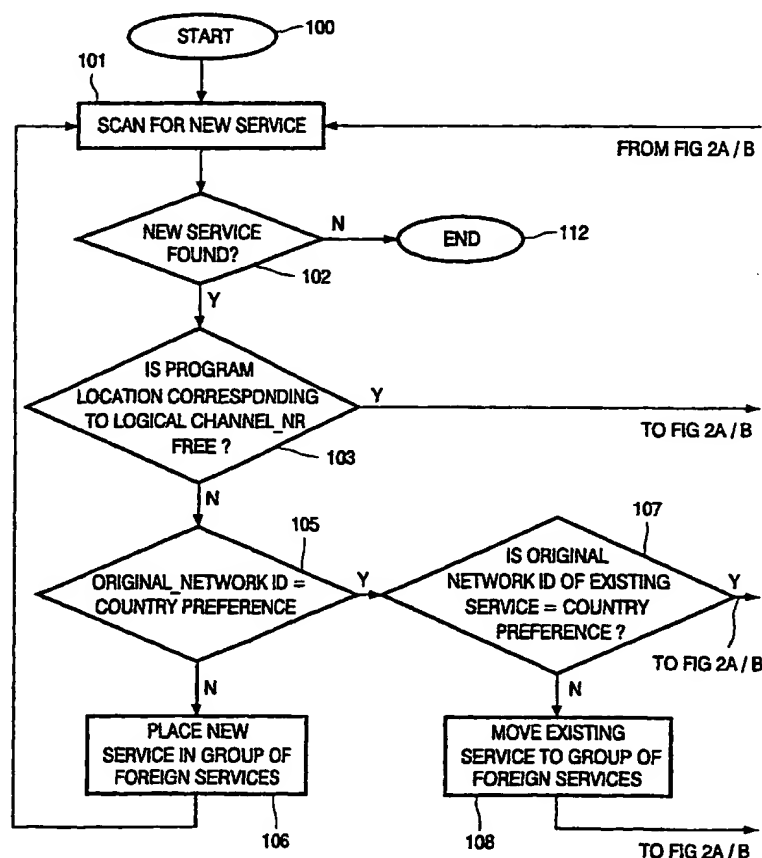 START
100
101
SCAN FOR NEW SERVICE
FROM FIG 2A / B
NEW SERVICE
FOUND?
N
END
112
102
Y
IS PROGRAM
LOCATION CORRESPONDING
TO LOGICAL CHANNEL_NR
FREE ?
Y
TO FIG 2A / B
103
N
105
ORIGINAL_NETWORK ID =
COUNTRY PREFERENCE
Y
107
IS ORIGINAL
NETWORK ID OF EXISTING
SERVICE = COUNTRY
PREFERENCE ?
Y
TO FIG 2A / B
N
PLACE NEW
SERVICE IN GROUP OF
FOREIGN SERVICES
106
N
MOVE EXISTING
SERVICE TO GROUP OF
FOREIGN SERVICES
108
TO FIG 2A / B